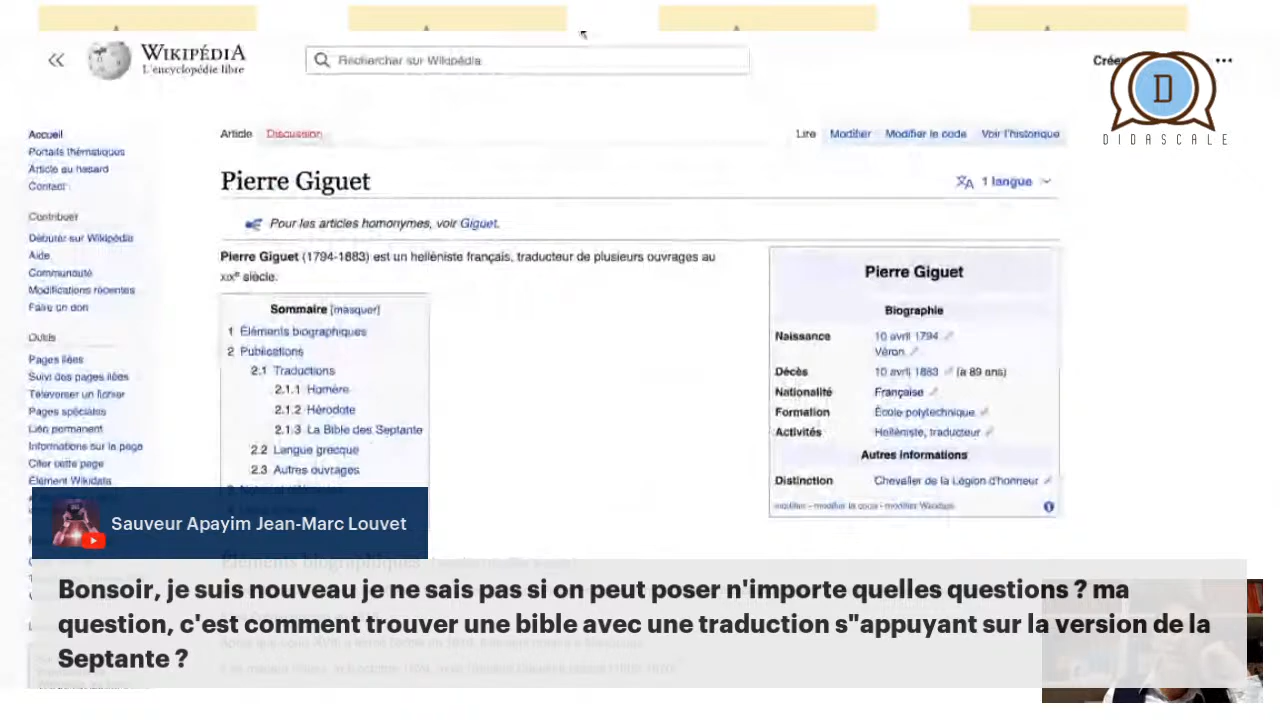 WIKIPÉDIA
L'encyclopédie libre
Rechercher sur Wikipédia
Créer
D
DIDASCALE
Accueil
Portails thématiques
Article au hasard
Contact
Contribuer
Débuter sur Wikipédia
Aide
Communauté
Modifications récentes
Faire un don
Outils
Pages liées
Suivi des pages liées
Téléverser un fichier
Pages spéciales
Lien permanent
Informations sur la page
Citer cette page
Élément Wikidata
Article Discussion
Lire Modifier Modifier le code Voir l'historique
Pierre Giguet
1 langue
Pour les articles homonymes, voir Giguet.
Pierre Giguet (1794-1883) est un helléniste français, traducteur de plusieurs ouvrages au
XIXe siècle.
Sommaire [masquer]
1 Éléments biographiques
2 Publications
2.1 Traductions
2.1.1 Homère
2.1.2 Hérodote
2.1.3 La Bible des Septante
2.2 Langue grecque
2.3 Autres ouvrages
Pierre Giguet
Biographie
Naissance 10 avril 1794
Véron
Décès 10 avril 1883 (à 89 ans)
Nationalité Française
Formation École polytechnique
Activités Helléniste, traducteur
Autres informations
Distinction Chevalier de la Légion d'honneur
modifier - modifier le code - modifier Wikidata
Éléments biographiques
Sauveur Apayim Jean-Marc Louvet
Bonsoir, je suis nouveau je ne sais pas si on peut poser n'importe quelles questions ? ma
question, c'est comment trouver une bible avec une traduction s"appuyant sur la version de la
Septante ?